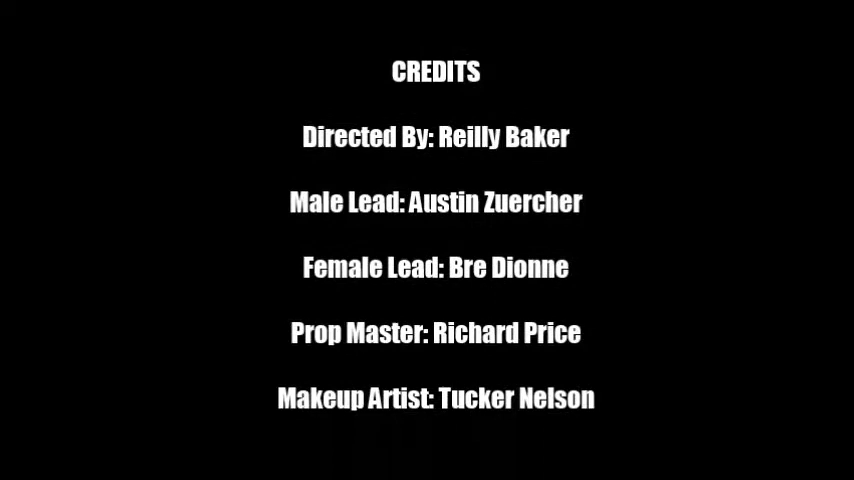 CREDITS
Directed By: Reilly Baker
Male Lead: Austin Zuercher
Female Lead: Bre Dionne
Prop Master: Richard Price
Makeup Artist: Tucker Nelson